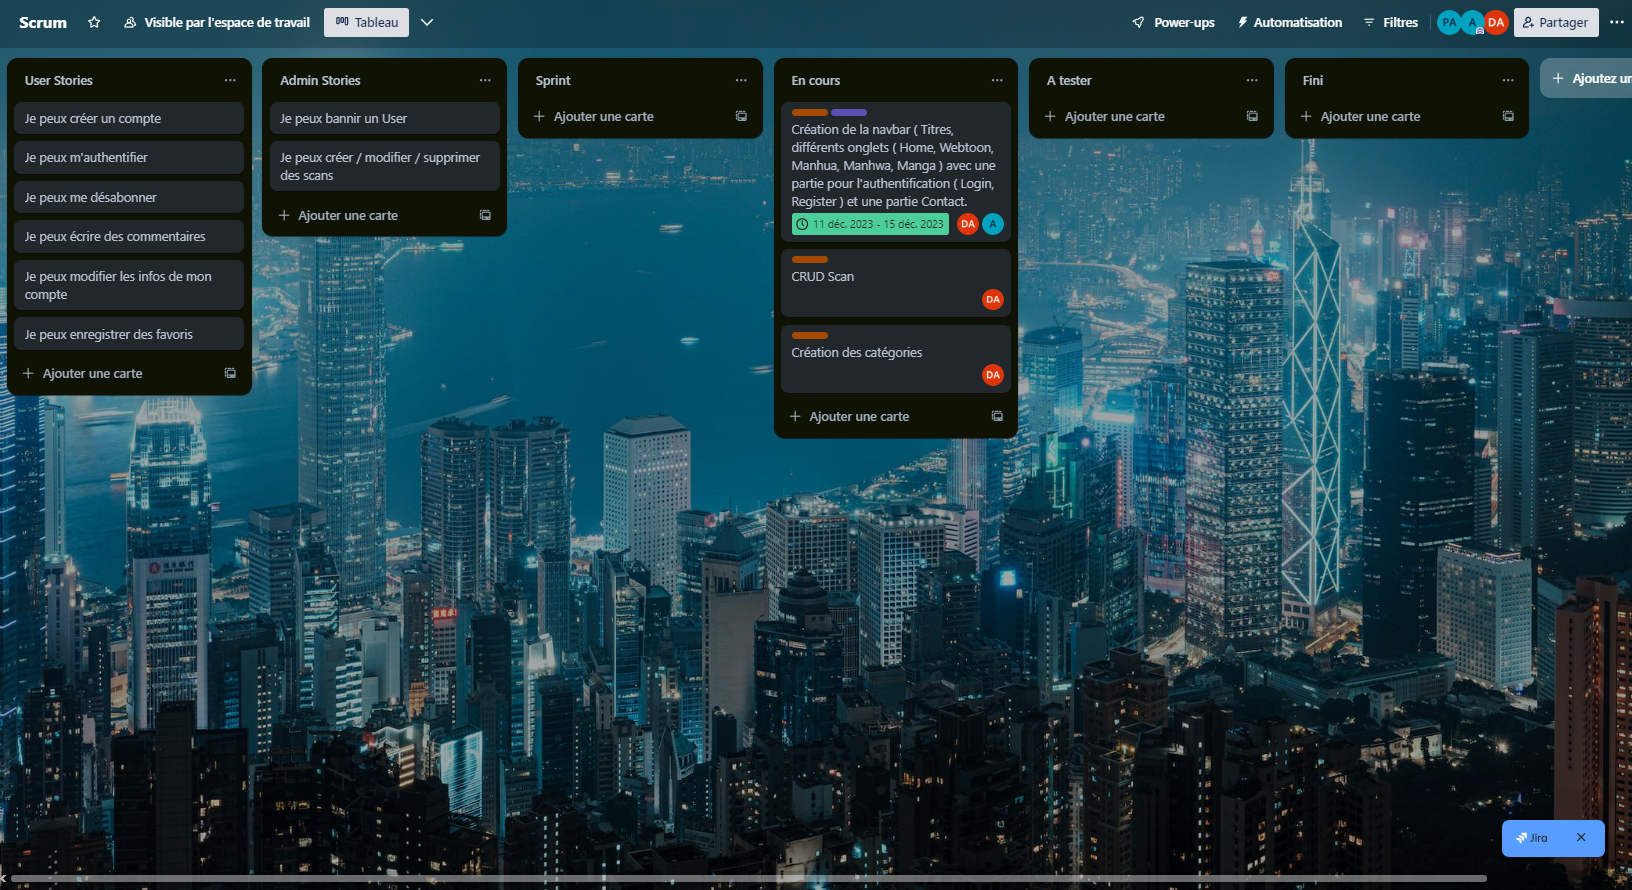 Scrum
Visible par l'espace de travail
Tableau
Power-ups
Automatisation
Filtres
PA
A
DA
Partager
User Stories
Je peux créer un compte
Je peux m'authentifier
Je peux me désabonner
Je peux écrire des commentaires
Je peux modifier les infos de mon
compte
Je peux enregistrer des favoris
Ajouter une carte
Admin Stories
Je peux bannir un User
Je peux créer / modifier / supprimer
des scans
Ajouter une carte
Sprint
Ajouter une carte
En cours
Création de la navbar ( Titres,
différents onglets ( Home, Webtoon,
Manhua, Manhwa, Manga ) avec une
partie pour l'authentification ( Login,
Register ) et une partie Contact.
11 déc. 2023 - 15 déc. 2023
DA
A
CRUD Scan
DA
Création des catégories
DA
Ajouter une carte
A tester
Ajouter une carte
Fini
Ajouter une carte
Ajoutez un
Jira